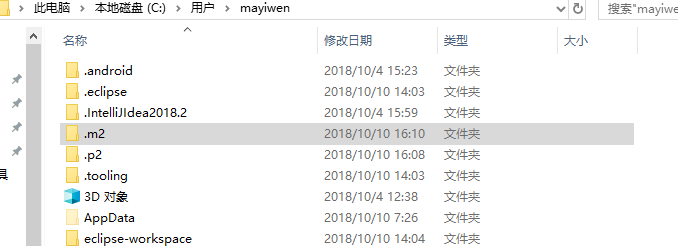 此电脑 > 本地磁盘 (C:) > 用户 > mayiwen 搜索"mayiwe
名称 修改日期 类型 大小
.android 2018/10/4 15:23 文件夹
.eclipse 2018/10/10 14:03 文件夹
.IntelliJIdea2018.2 2018/10/4 15:59 文件夹
.m2 2018/10/10 16:10 文件夹
.p2 2018/10/10 16:08 文件夹
.tooling 2018/10/10 14:03 文件夹
具 3D 对象 2018/10/4 12:38 文件夹
AppData 2018/10/10 7:26 文件夹
eclipse-workspace 2018/10/10 14:04 文件夹